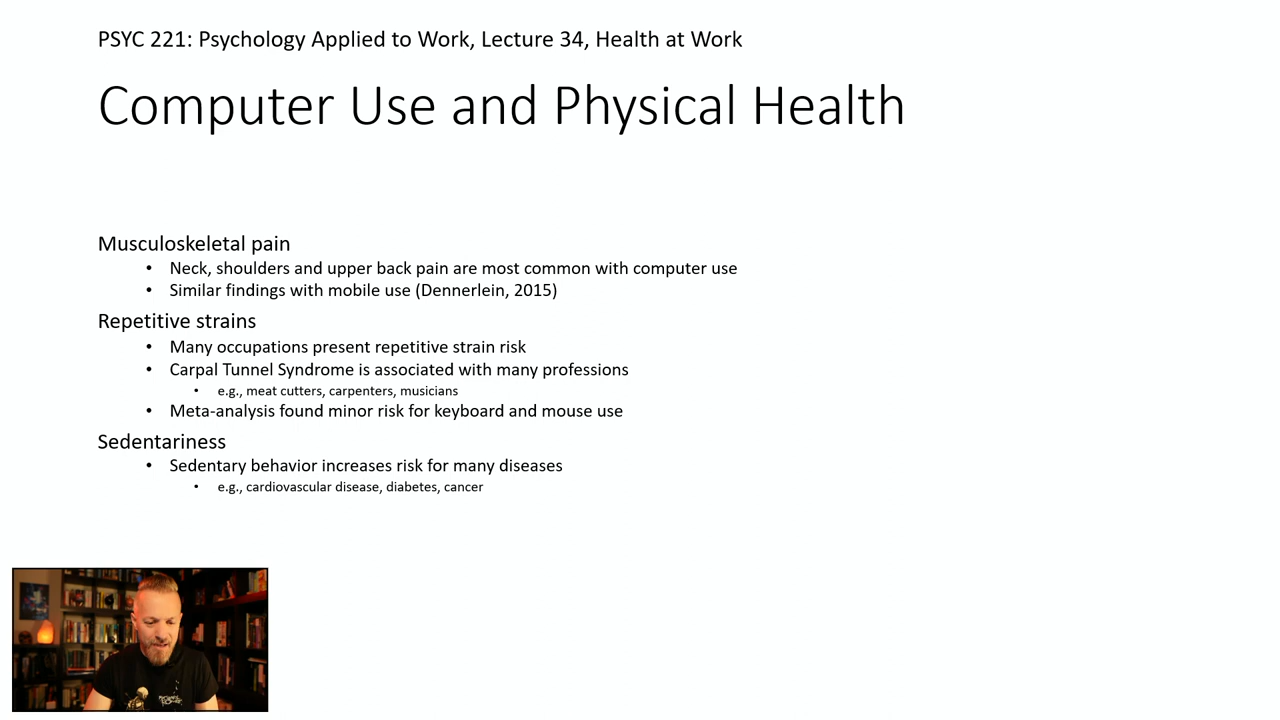 PSYC 221: Psychology Applied to Work, Lecture 34, Health at Work
Computer Use and Physical Health
Musculoskeletal pain
• Neck, shoulders and upper back pain are most common with computer use
• Similar findings with mobile use (Dennerlein, 2015)
Repetitive strains
• Many occupations present repetitive strain risk
• Carpal Tunnel Syndrome is associated with many professions
• e.g., meat cutters, carpenters, musicians
• Meta-analysis found minor risk for keyboard and mouse use
Sedentariness
• Sedentary behavior increases risk for many diseases
• e.g., cardiovascular disease, diabetes, cancer